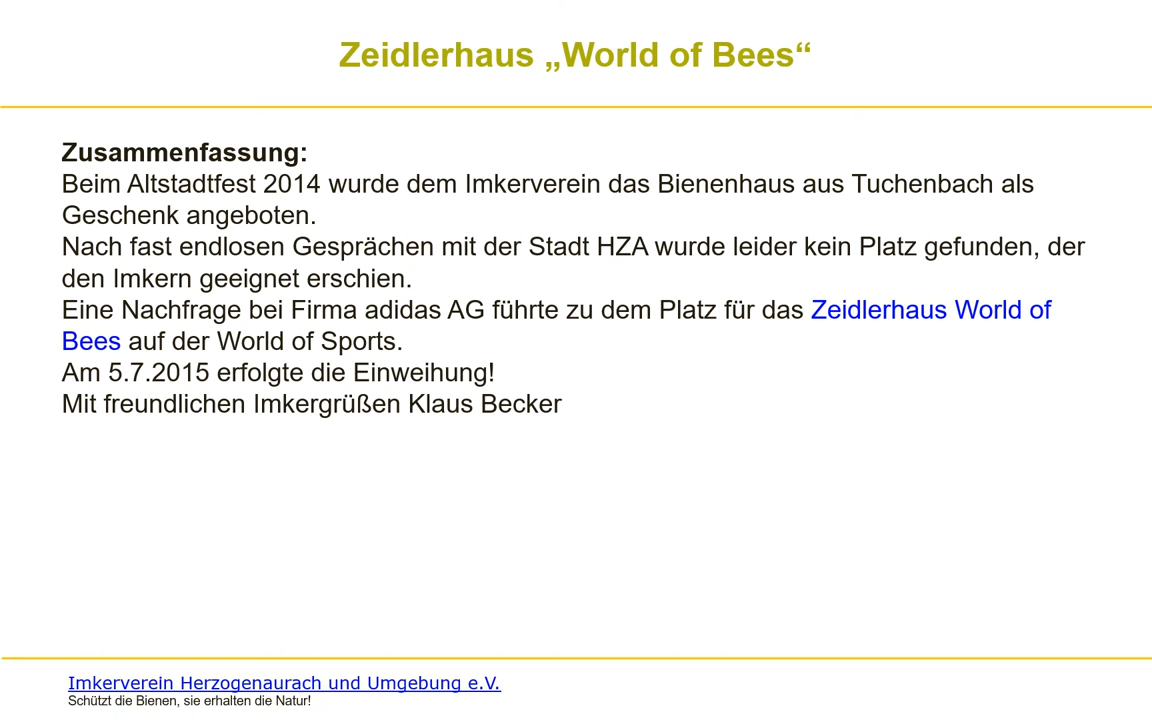 Zeidlerhaus „World of Bees“
Zusammenfassung:
Beim Altstadtfest 2014 wurde dem Imkerverein das Bienenhaus aus Tuchenbach als
Geschenk angeboten.
Nach fast endlosen Gesprächen mit der Stadt HZA wurde leider kein Platz gefunden, der
den Imkern geeignet erschien.
Eine Nachfrage bei Firma adidas AG führte zu dem Platz für das Zeidlerhaus World of
Bees auf der World of Sports.
Am 5.7.2015 erfolgte die Einweihung!
Mit freundlichen Imkergrüßen Klaus Becker
Imkerverein Herzogenaurach und Umgebung e.V.
Schützt die Bienen, sie erhalten die Natur!